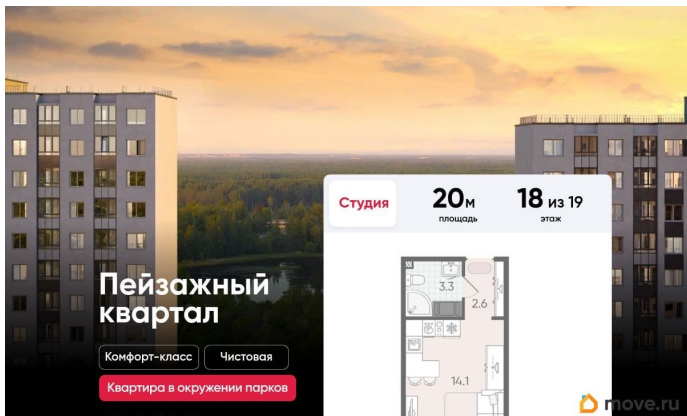 Студия
20м
площадь
18 из 19
этаж
3.3
2.6
14.1
Пейзажный
квартал
Комфорт-класс
Чистовая
Квартира в окружении парков
move.ru